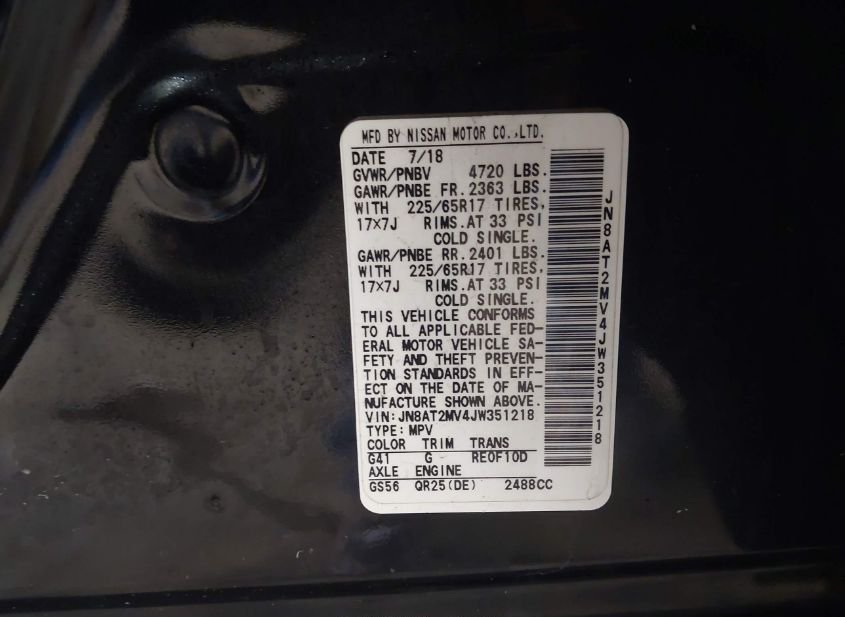 MFD BY NISSAN MOTOR CO.,LTD.
DATE 7/18
GVWR/PNBV 4720 LBS.
GAWR/PNBE FR.2363 LBS.
WITH 225/65R17 TIRES,
17×7J RIMS.AT 33 PSI
COLD SINGLE.
GAWR/PNBE RR.2401 LBS.
WITH 225/65R17 TIRES,
17×7J RIMS.AT 33 PSI
COLD SINGLE.
THIS VEHICLE CONFORMS
TO ALL APPLICABLE FED-
ERAL MOTOR VEHICLE SA-
FETY AND THEFT PREVEN-
TION STANDARDS IN EFF-
ECT ON THE DATE OF MA-
NUFACTURE SHOWN ABOVE.
VIN:JN8AT2MV4JW351218
TYPE:MPV
COLOR TRIM TRANS
G41 G RE0F10D
AXLE ENGINE
GS56 QR25(DE) 2488CC
JN8AT2MV4JW351218